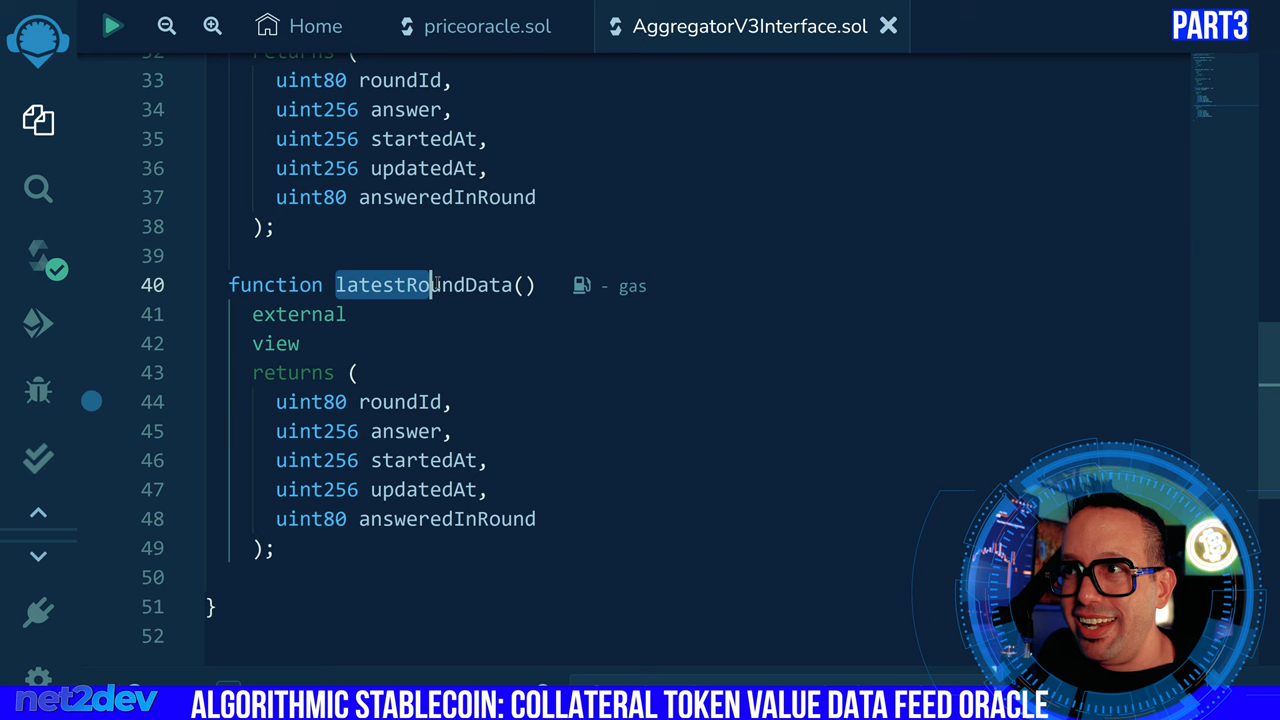 Home
priceoracle.sol
AggregatorV3Interface.sol
PART3
32 returns (
33 uint80 roundId,
34 uint256 answer,
35 uint256 startedAt,
36 uint256 updatedAt,
37 uint80 answeredInRound
38 );
39
40 function latestRoundData() - gas
41 external
42 view
43 returns (
44 uint80 roundId,
45 uint256 answer,
46 uint256 startedAt,
47 uint256 updatedAt,
48 uint80 answeredInRound
49 );
50
51 }
52
net2dev
ALGORITHMIC STABLECOIN: COLLATERAL TOKEN VALUE DATA FEED ORACLE